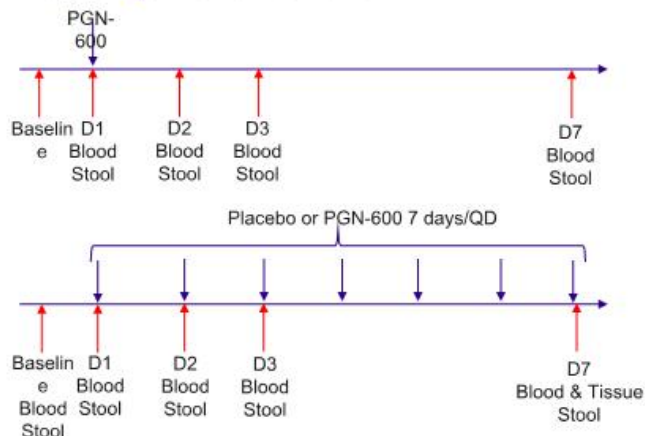 PGN-
600
Baselin
e
D1
Blood
Stool
D2
Blood
Stool
D3
Blood
Stool
D7
Blood
Stool
Placebo or PGN-600 7 days/QD
Baselin
e
Blood
Stool
D1
Blood
Stool
D2
Blood
Stool
D3
Blood
Stool
D7
Blood & Tissue
Stool